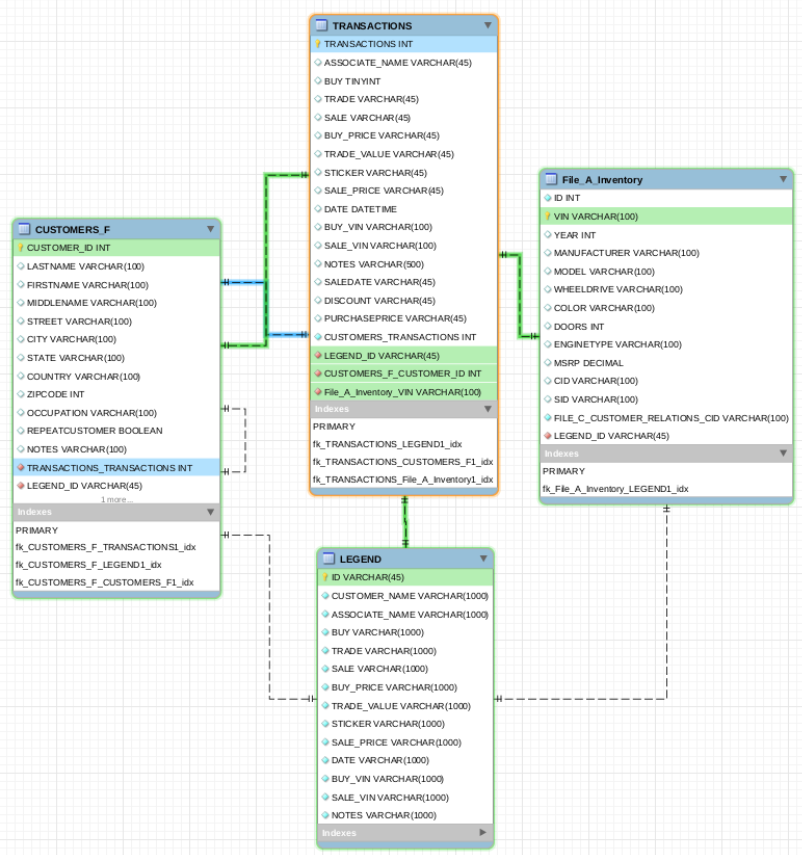 TRANSACTIONS
TRANSACTIONS INT
ASSOCIATE_NAME VARCHAR(45)
BUY TINYINT
TRADE VARCHAR(45)
SALE VARCHAR(45)
BUY_PRICE VARCHAR(45)
TRADE_VALUE VARCHAR(45)
STICKER VARCHAR(45)
SALE_PRICE VARCHAR(45)
DATE DATETIME
BUY_VIN VARCHAR(100)
SALE_VIN VARCHAR(100)
NOTES VARCHAR(500)
SALEDATE VARCHAR(45)
DISCOUNT VARCHAR(45)
PURCHASEPRICE VARCHAR(45)
CUSTOMERS_TRANSACTIONS INT
LEGEND_ID VARCHAR(45)
CUSTOMERS_F_CUSTOMER_ID INT
File_A_Inventory_VIN VARCHAR(100)
Indexes
PRIMARY
fk_TRANSACTIONS_LEGEND1_idx
fk_TRANSACTIONS_CUSTOMERS_F1_idx
fk_TRANSACTIONS_File_A_Inventory1_idx
File_A_Inventory
ID INT
VIN VARCHAR(100)
YEAR INT
MANUFACTURER VARCHAR(100)
MODEL VARCHAR(100)
WHEELDRIVE VARCHAR(100)
COLOR VARCHAR(100)
DOORS INT
ENGINETYPE VARCHAR(100)
MSRP DECIMAL
CID VARCHAR(100)
SID VARCHAR(100)
FILE_C_CUSTOMER_RELATIONS_CID VARCHAR(100)
LEGEND_ID VARCHAR(45)
Indexes
PRIMARY
fk_File_A_Inventory_LEGEND1_idx
CUSTOMERS_F
CUSTOMER_ID INT
LASTNAME VARCHAR(100)
FIRSTNAME VARCHAR(100)
MIDDLENAME VARCHAR(100)
STREET VARCHAR(100)
CITY VARCHAR(100)
STATE VARCHAR(100)
COUNTRY VARCHAR(100)
ZIPCODE INT
OCCUPATION VARCHAR(100)
REPEATCUSTOMER BOOLEAN
NOTES VARCHAR(100)
TRANSACTIONS_TRANSACTIONS INT
LEGEND_ID VARCHAR(45)
1 more...
Indexes
PRIMARY
fk_CUSTOMERS_F_TRANSACTIONS1_idx
fk_CUSTOMERS_F_LEGEND1_idx
fk_CUSTOMERS_F_CUSTOMERS_F1_idx
LEGEND
ID VARCHAR(45)
CUSTOMER_NAME VARCHAR(1000)
ASSOCIATE_NAME VARCHAR(1000)
BUY VARCHAR(1000)
TRADE VARCHAR(1000)
SALE VARCHAR(1000)
BUY_PRICE VARCHAR(1000)
TRADE_VALUE VARCHAR(1000)
STICKER VARCHAR(1000)
SALE_PRICE VARCHAR(1000)
DATE VARCHAR(1000)
BUY_VIN VARCHAR(1000)
SALE_VIN VARCHAR(1000)
NOTES VARCHAR(1000)
Indexes